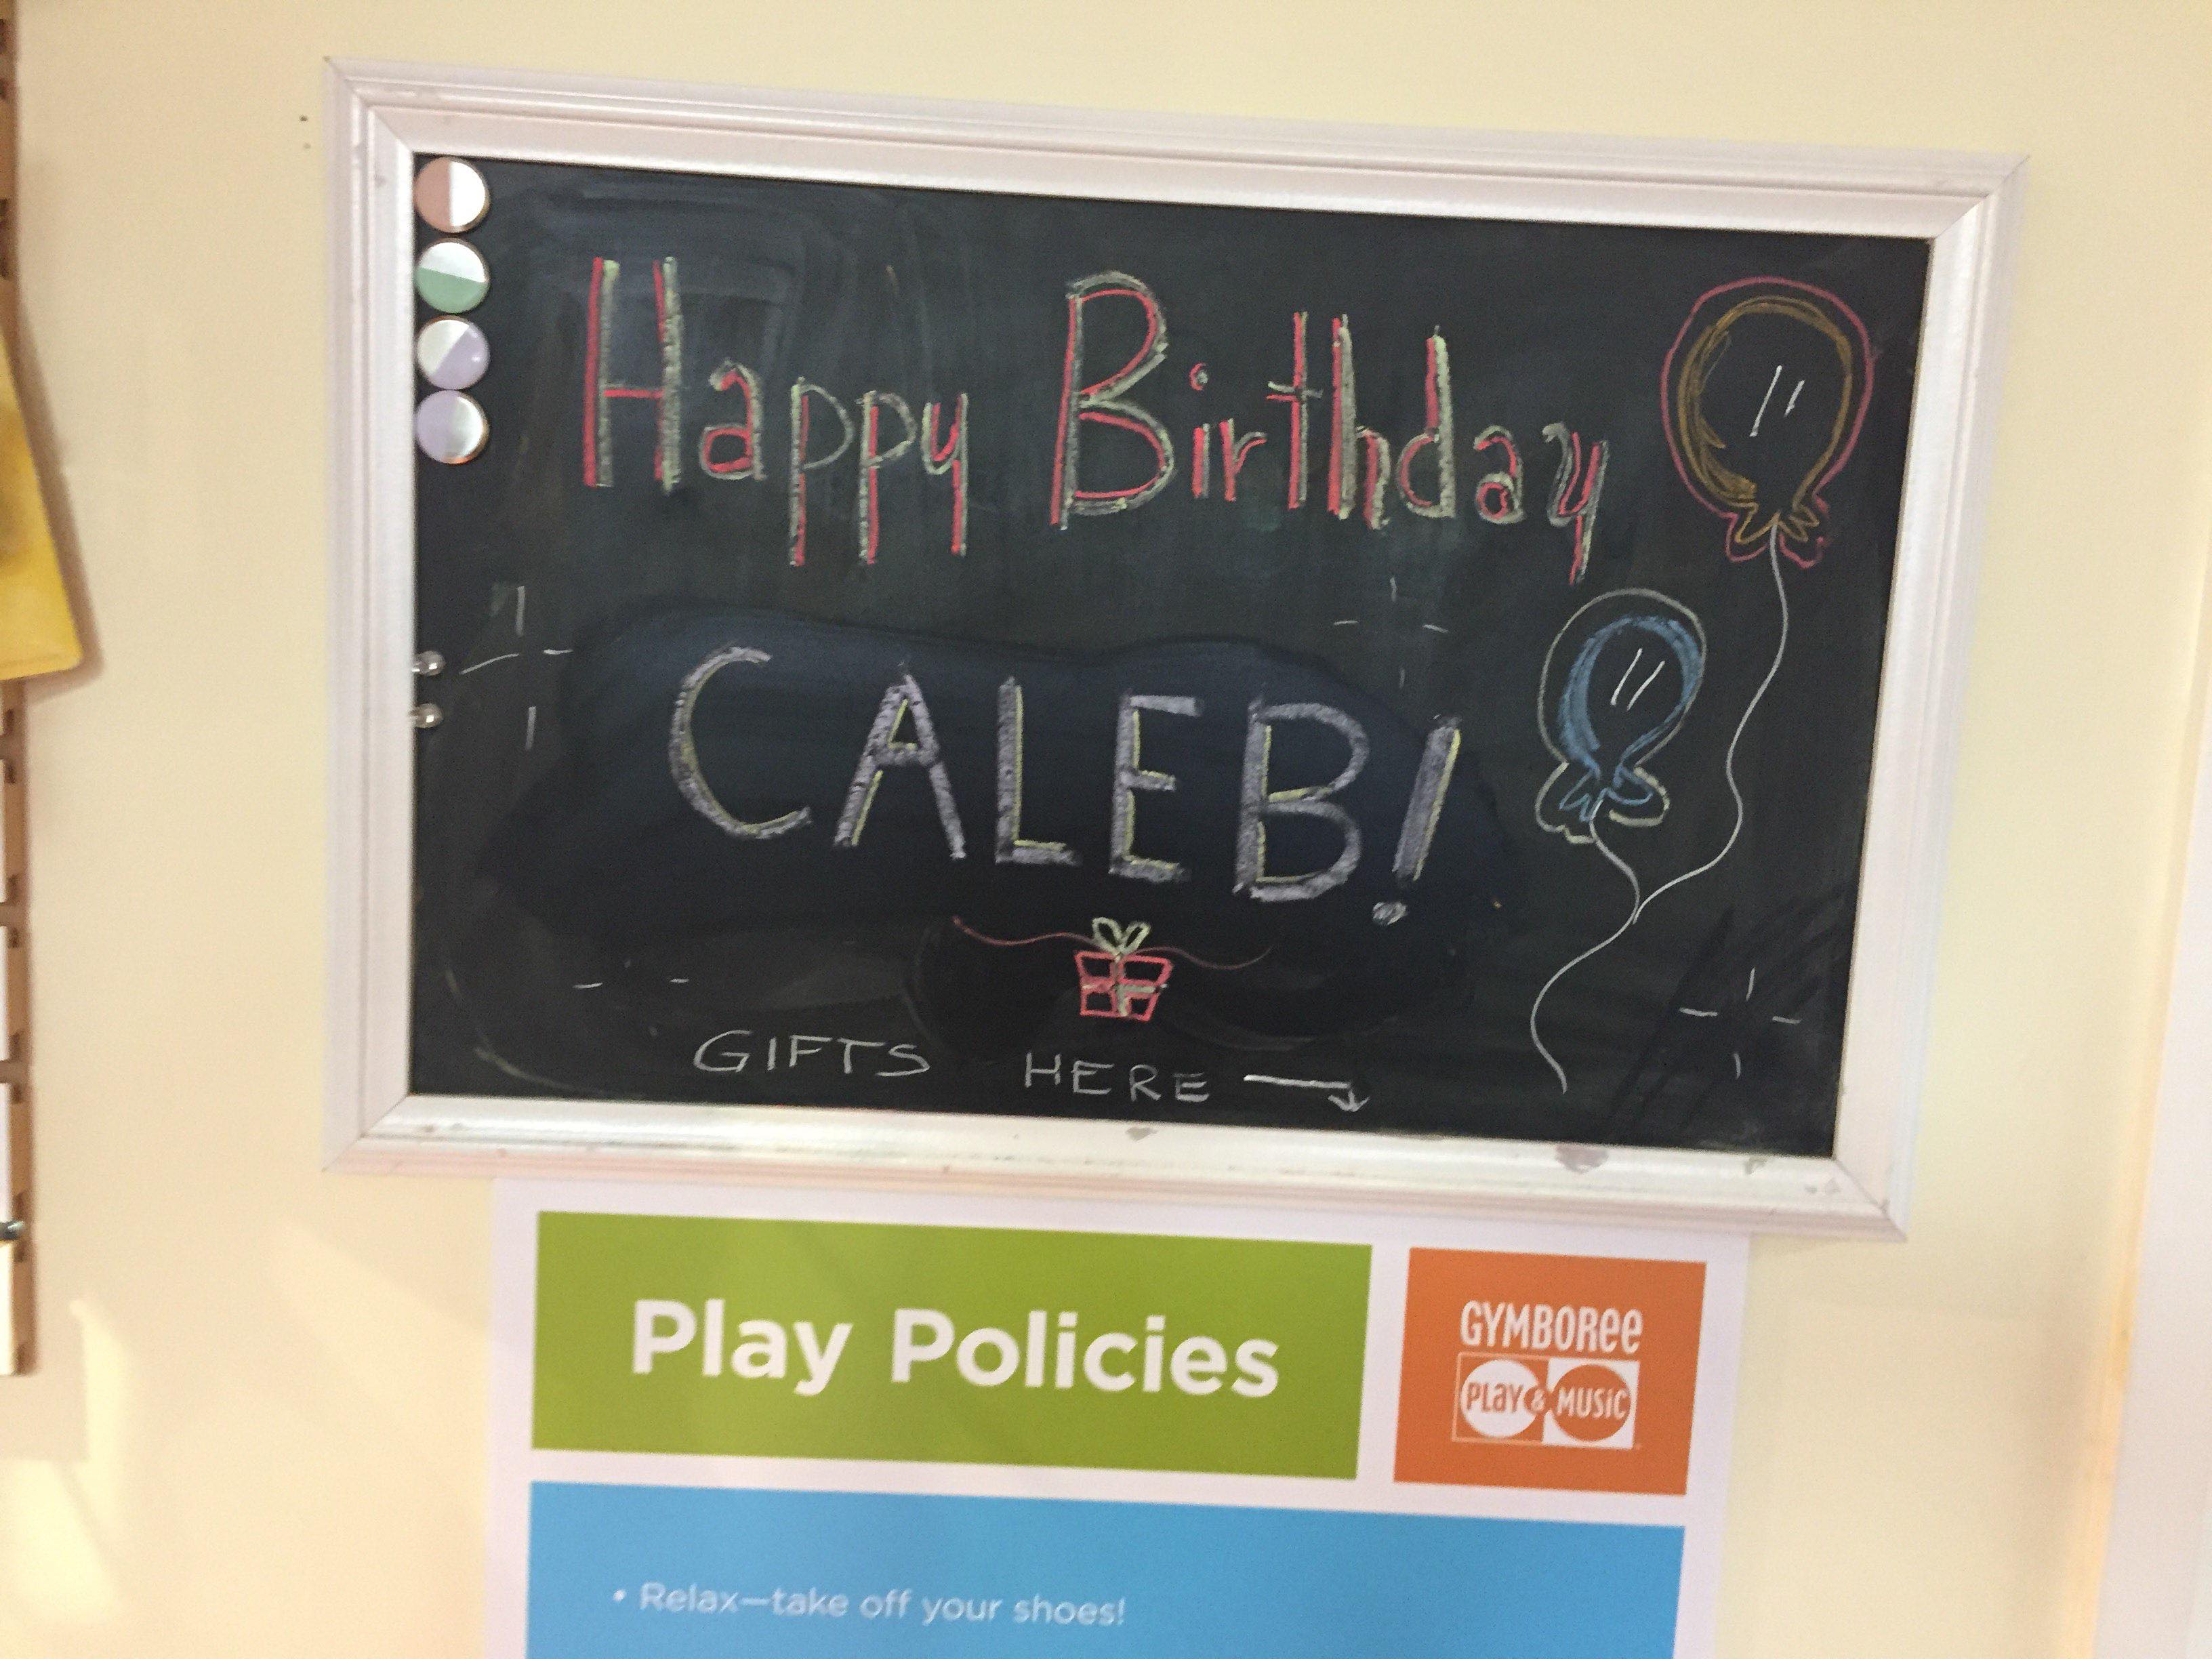 Happy Birthday
CALEB!
GIFTS HERE →
Play Policies
GYMBOREE
PLAY & MUSIC
• Relax—take off your shoes!